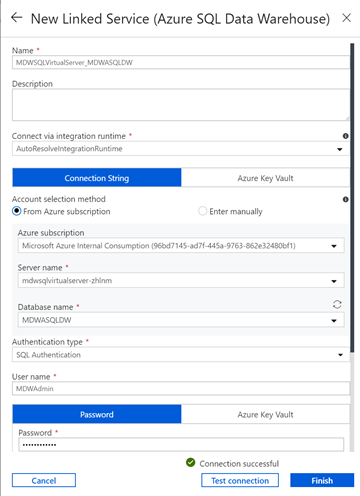 New Linked Service (Azure SQL Data Warehouse)
Name *
MDWSQLVirtualServer_MDWASQLDW
Description
Connect via integration runtime *
AutoResolveIntegrationRuntime
Connection String
Azure Key Vault
Account selection method
From Azure subscription
Enter manually
Azure subscription
Microsoft Azure Internal Consumption (96bd7145-ad7f-445a-9763-862e32480bf1)
Server name *
mdwsqlvirtualserver-zhlnm
Database name *
MDWASQLDW
Authentication type *
SQL Authentication
User name *
MDWAdmin
Password
Azure Key Vault
Password *
••••••••••••
Connection successful
Cancel
Test connection
Finish